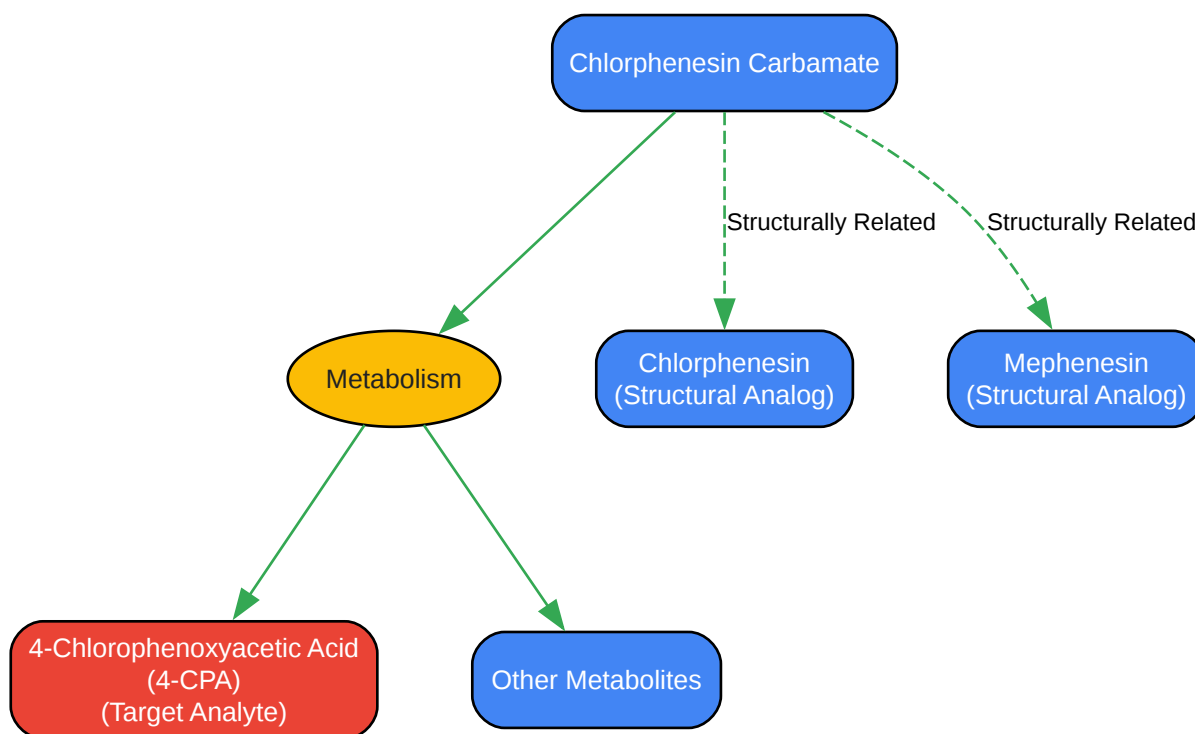 Chlorphenesin Carbamate
Structurally Related
Structurally Related
Metabolism
Chlorphenesin
(Structural Analog)
Mephenesin
(Structural Analog)
4-Chlorophenoxyacetic Acid
(4-CPA)
(Target Analyte)
Other Metabolites